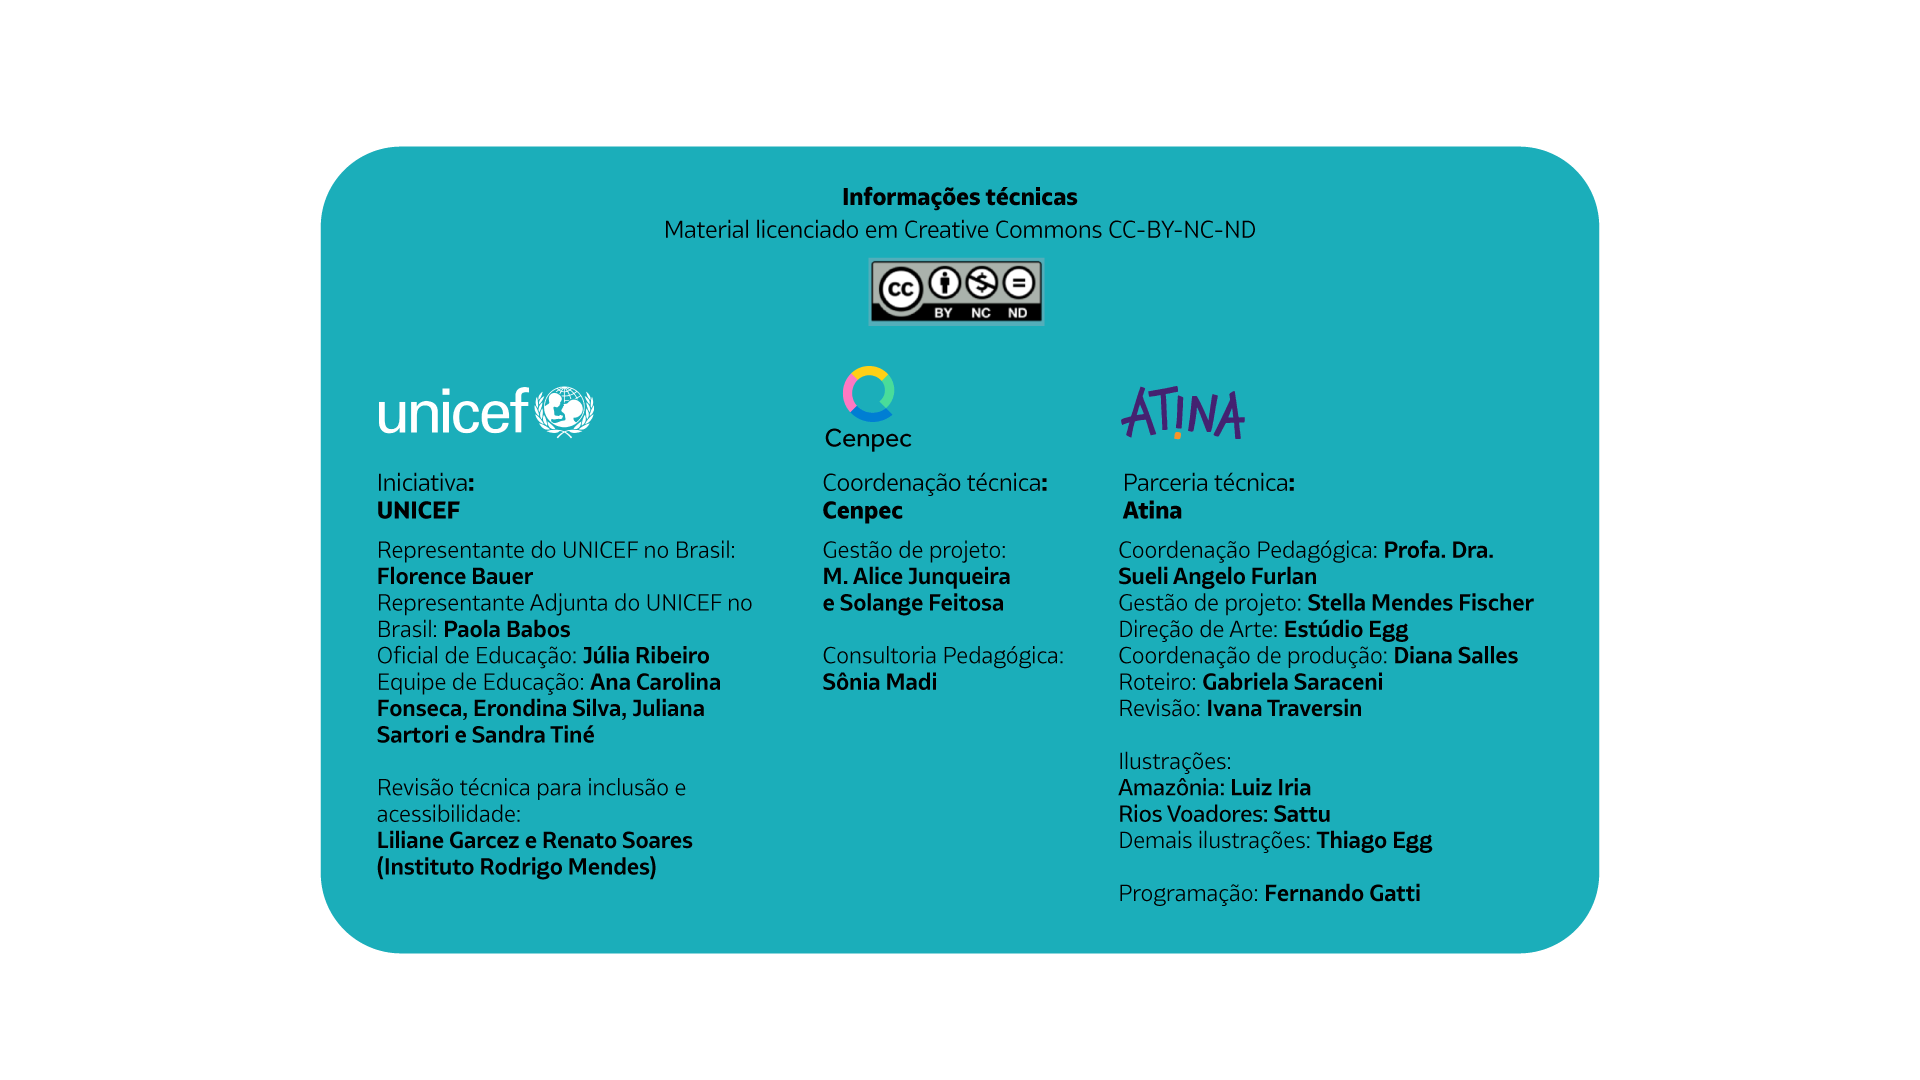 Informações técnicas
Material licenciado em Creative Commons CC-BY-NC-ND
cc
BY NC ND
unicef
Iniciativa:
UNICEF
Representante do UNICEF no Brasil:
Florence Bauer
Representante Adjunta do UNICEF no
Brasil: Paola Babos
Oficial de Educação: Júlia Ribeiro
Equipe de Educação: Ana Carolina
Fonseca, Erondina Silva, Juliana
Sartori e Sandra Tiné
Revisão técnica para inclusão e
acessibilidade:
Liliane Garcez e Renato Soares
(Instituto Rodrigo Mendes)
Cenpec
Coordenação técnica:
Cenpec
Gestão de projeto:
M. Alice Junqueira
e Solange Feitosa
Consultoria Pedagógica:
Sônia Madi
ATINA
Parceria técnica:
Atina
Coordenação Pedagógica: Profa. Dra.
Sueli Angelo Furlan
Gestão de projeto: Stella Mendes Fischer
Direção de Arte: Estúdio Egg
Coordenação de produção: Diana Salles
Roteiro: Gabriela Saraceni
Revisão: Ivana Traversin
Ilustrações:
Amazônia: Luiz Iria
Rios Voadores: Sattu
Demais ilustrações: Thiago Egg
Programação: Fernando Gatti